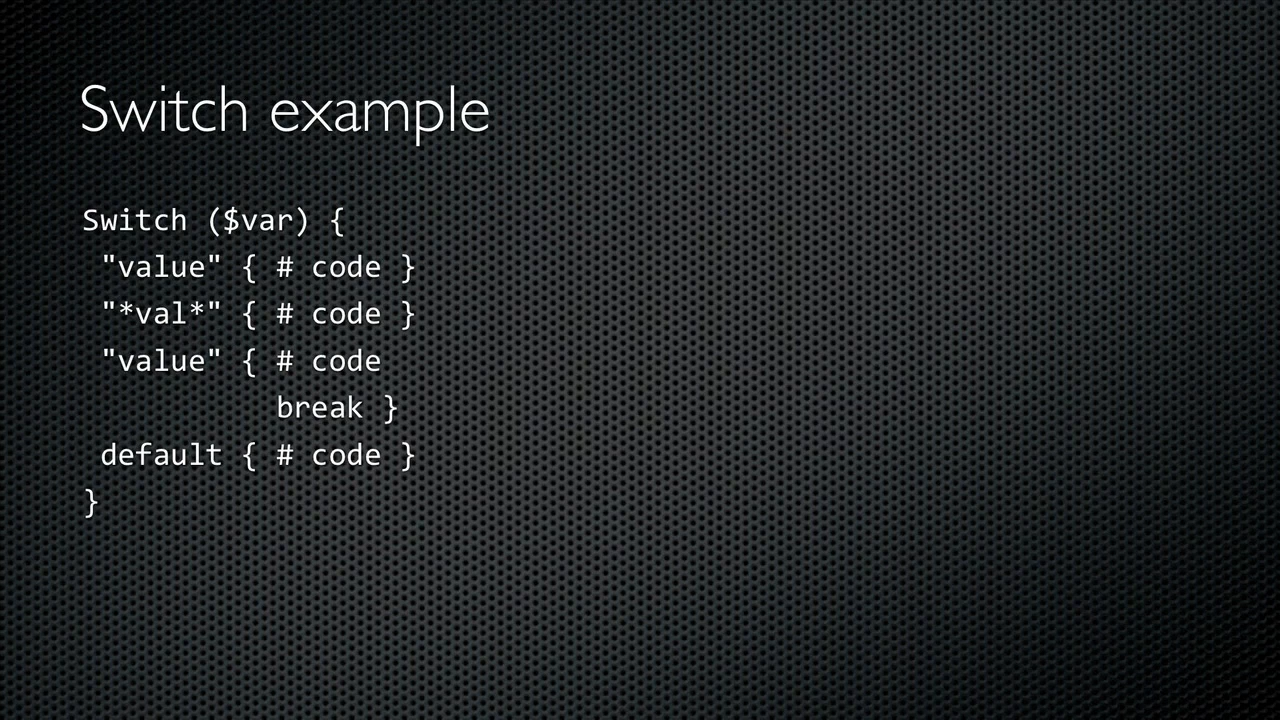 Switch example
Switch ($var) {
 "value" { # code }
 "*val*" { # code }
 "value" { # code
           break }
 default { # code }
}